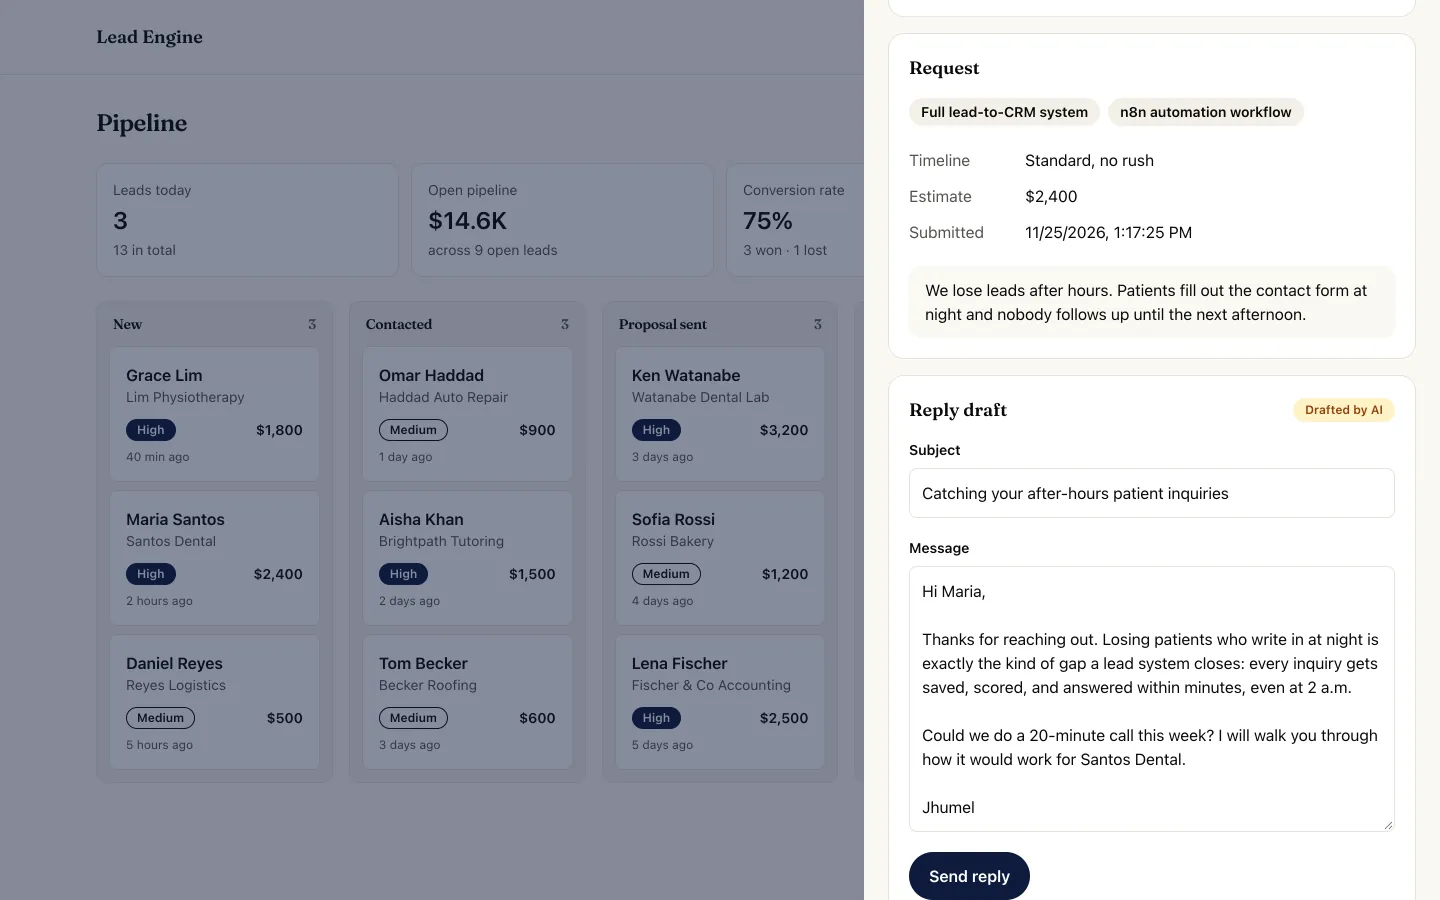 Lead Engine
Pipeline
Leads today
3
13 in total
Open pipeline
$14.6K
across 9 open leads
Conversion rate
75%
3 won · 1 lost
New 3
Grace Lim
Lim Physiotherapy
High $1,800
40 min ago
Maria Santos
Santos Dental
High $2,400
2 hours ago
Daniel Reyes
Reyes Logistics
Medium $500
5 hours ago
Contacted 3
Omar Haddad
Haddad Auto Repair
Medium $900
1 day ago
Aisha Khan
Brightpath Tutoring
High $1,500
2 days ago
Tom Becker
Becker Roofing
Medium $600
3 days ago
Proposal sent 3
Ken Watanabe
Watanabe Dental Lab
High $3,200
3 days ago
Sofia Rossi
Rossi Bakery
Medium $1,200
4 days ago
Lena Fischer
Fischer & Co Accounting
High $2,500
5 days ago
Request
Full lead-to-CRM system n8n automation workflow
Timeline Standard, no rush
Estimate $2,400
Submitted 11/25/2026, 1:17:25 PM
We lose leads after hours. Patients fill out the contact form at
night and nobody follows up until the next afternoon.
Reply draft Drafted by AI
Subject
Catching your after-hours patient inquiries
Message
Hi Maria,
Thanks for reaching out. Losing patients who write in at night is
exactly the kind of gap a lead system closes: every inquiry gets
saved, scored, and answered within minutes, even at 2 a.m.
Could we do a 20-minute call this week? I will walk you through
how it would work for Santos Dental.
Jhumel
Send reply